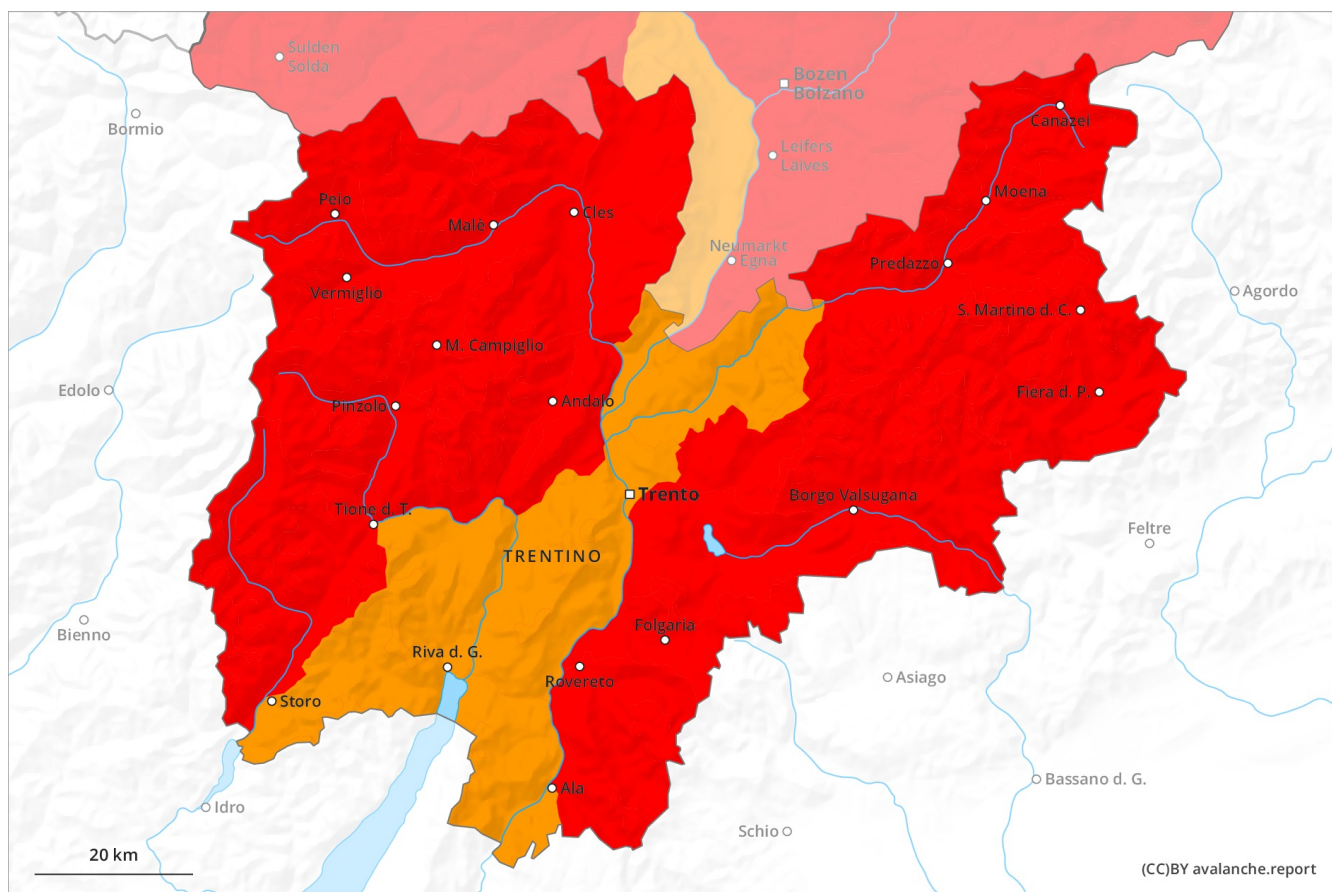 Sulden
Solda
Bozen
Bolzano
Bormio
Canazei
Leifers
Laives
Moena
Peio
Cles
Malè
Neumarkt
Egna
Predazzo
Vermiglio
Agordo
S. Martino d. C.
M. Campiglio
Edolo
Fiera d. P.
Andalo
Pinzolo
Trento
Borgo Valsugana
Tione d. T.
Feltre
TRENTINO
Folgaria
Bienno
Riva d. G.
Asiago
Rovereto
Storo
Bassano d. G.
Ala
Idro
Schio
20 km
(CC)BY avalanche.report